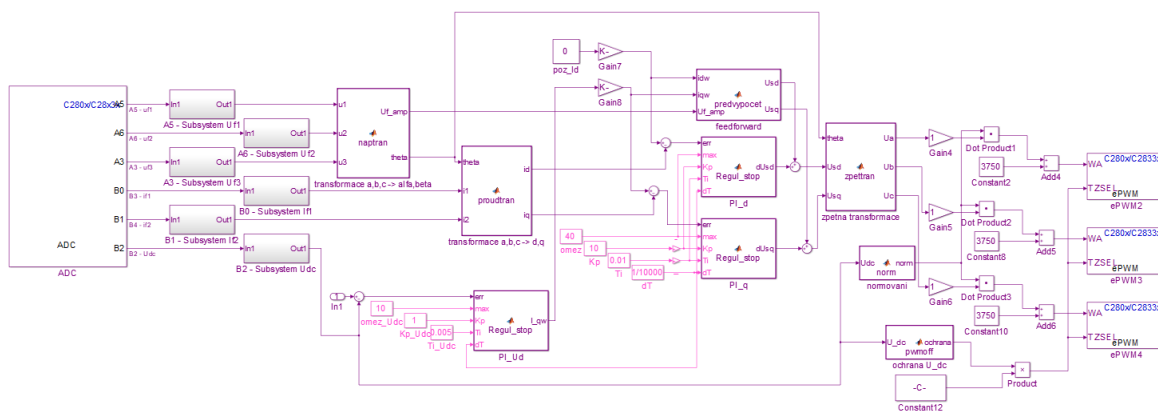 C280x/C28x3x
A5
A5 - uf1
A6
A6 - uf2
A3
A3 - uf3
B0
B3 - if1
B1
B4 - if2
B2
B2 - Udc
ADC
ADC
In1 Out1
A5 - Subsystem Uf1
In1 Out1
A6 - Subsystem Uf2
In1 Out1
A3 - Subsystem Uf3
In1 Out1
B0 - Subsystem If1
In1 Out1
B1 - Subsystem If2
In1 Out1
B2 - Subsystem Udc
u1
u2
u3
Uf_amp
theta
naptran
transformace a,b,c-> alfa,beta
theta
i1
i2
id
iq
proudtran
transformace a,b,c-> d,q
0
poz_Id
K-
Gain7
K-
Gain8
idw
iqw
Uf_amp
Usd
Usq
predvypocet
feedforward
err
max
Kp
Ti
dT
dUsd
Regul_stop
PI_d
err
max
Kp
Ti
dT
dUsq
Regul_stop
PI_q
40
omez
10
Kp
0.01
Ti
1/10000
dT
1
In1
10
omez_Udc
1
Kp_Udc
0.005
Ti_Udc
err
max
Kp
Ti
dT
I_qw
Regul_stop
PI_Ud
theta
Usd
Usq
Ua
Ub
Uc
zpettran
zpetna transformace
1
Gain4
1
Gain5
1
Gain6
Udc norm
norm
normovani
U_dc ochrana
pwmoff
ochrana U_dc
-C-
Constant12
Product
Dot Product1
3750
Constant2
Add4
Dot Product2
3750
Constant8
Add5
Dot Product3
3750
Constant10
Add6
C280x/C2833x
WA
TZSEL
ePWM
ePWM2
C280x/C2833x
WA
TZSEL
ePWM
ePWM3
C280x/C2833x
WA
TZSEL
ePWM
ePWM4